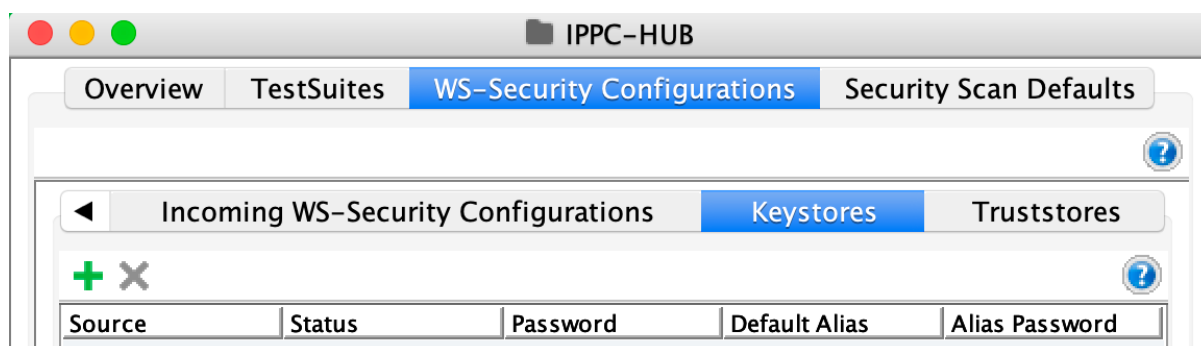 IPPC-HUB
Overview TestSuites WS-Security Configurations Security Scan Defaults
Incoming WS-Security Configurations Keystores Truststores
Source Status Password Default Alias Alias Password